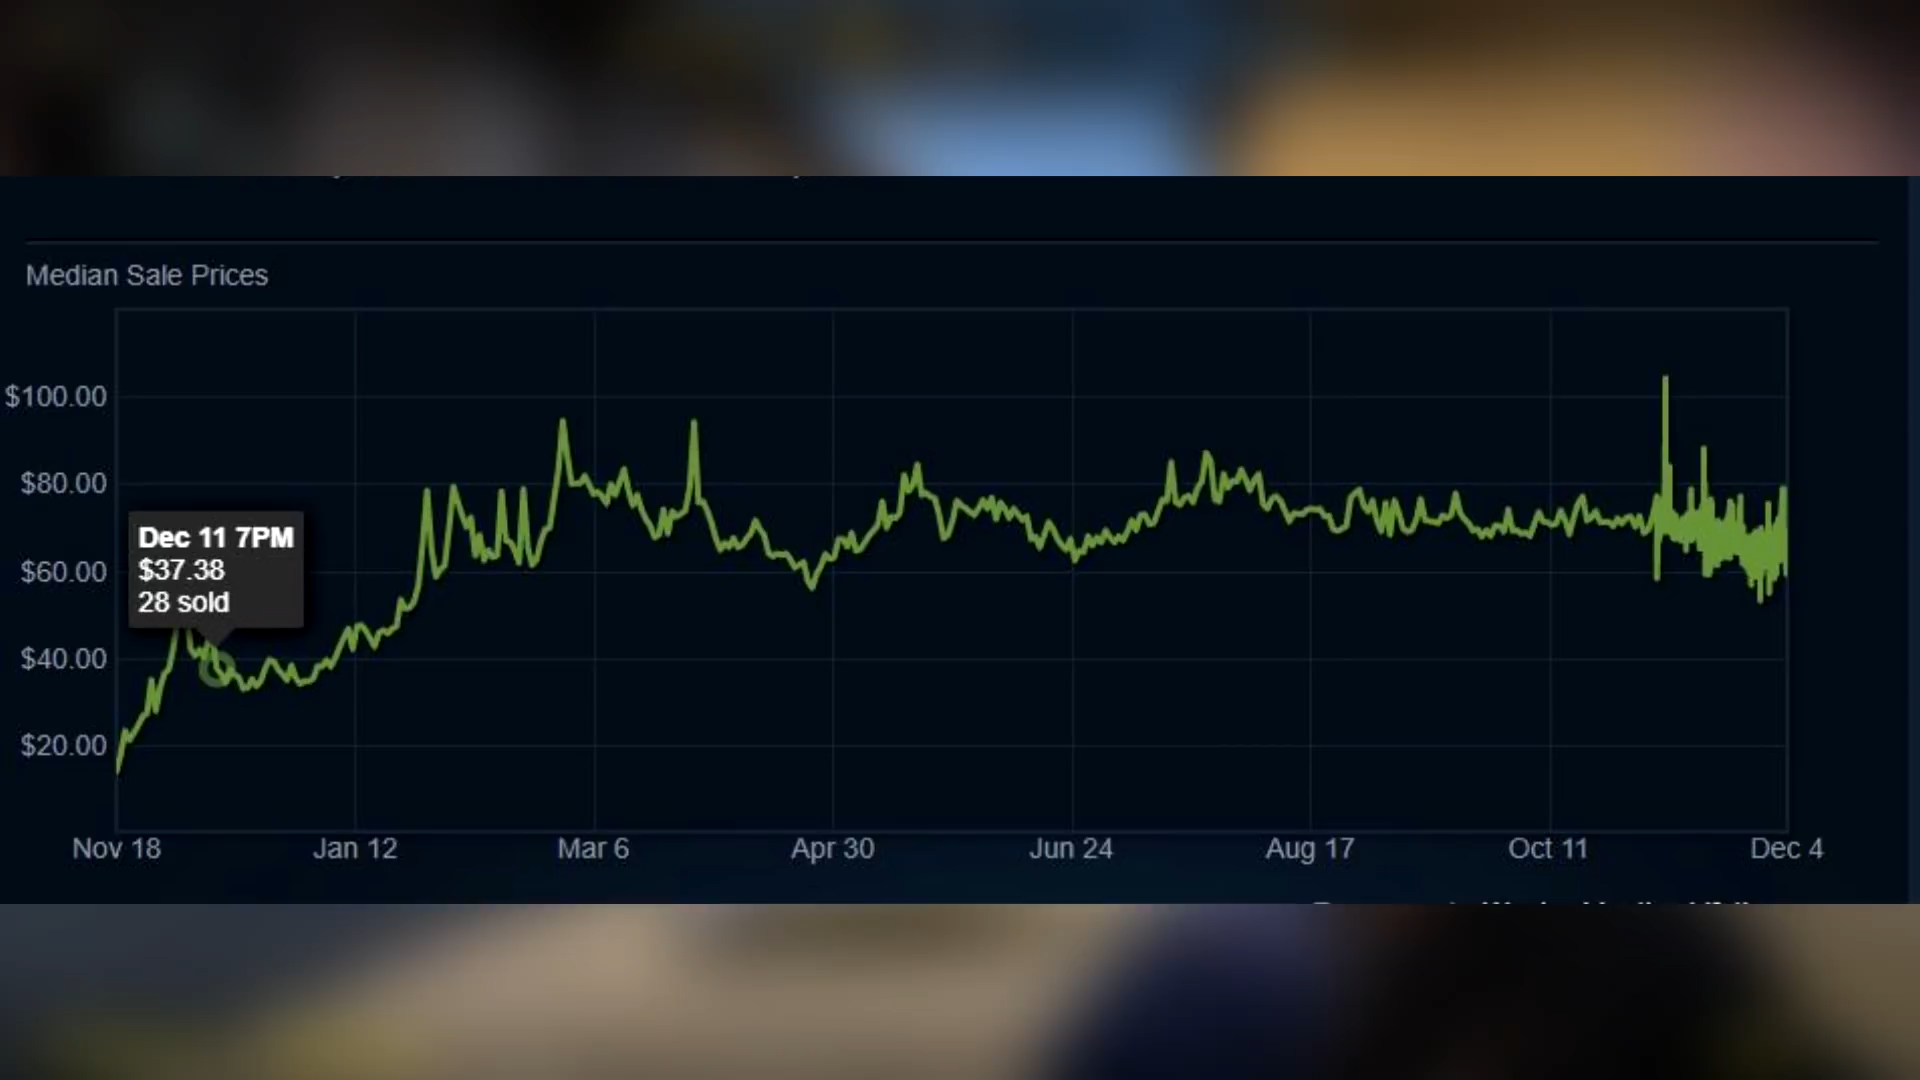 Median Sale Prices
$100.00
$80.00
Dec 11 7PM
$37.38
28 sold
$60.00
$40.00
$20.00
Nov 18 Jan 12 Mar 6 Apr 30 Jun 24 Aug 17 Oct 11 Dec 4